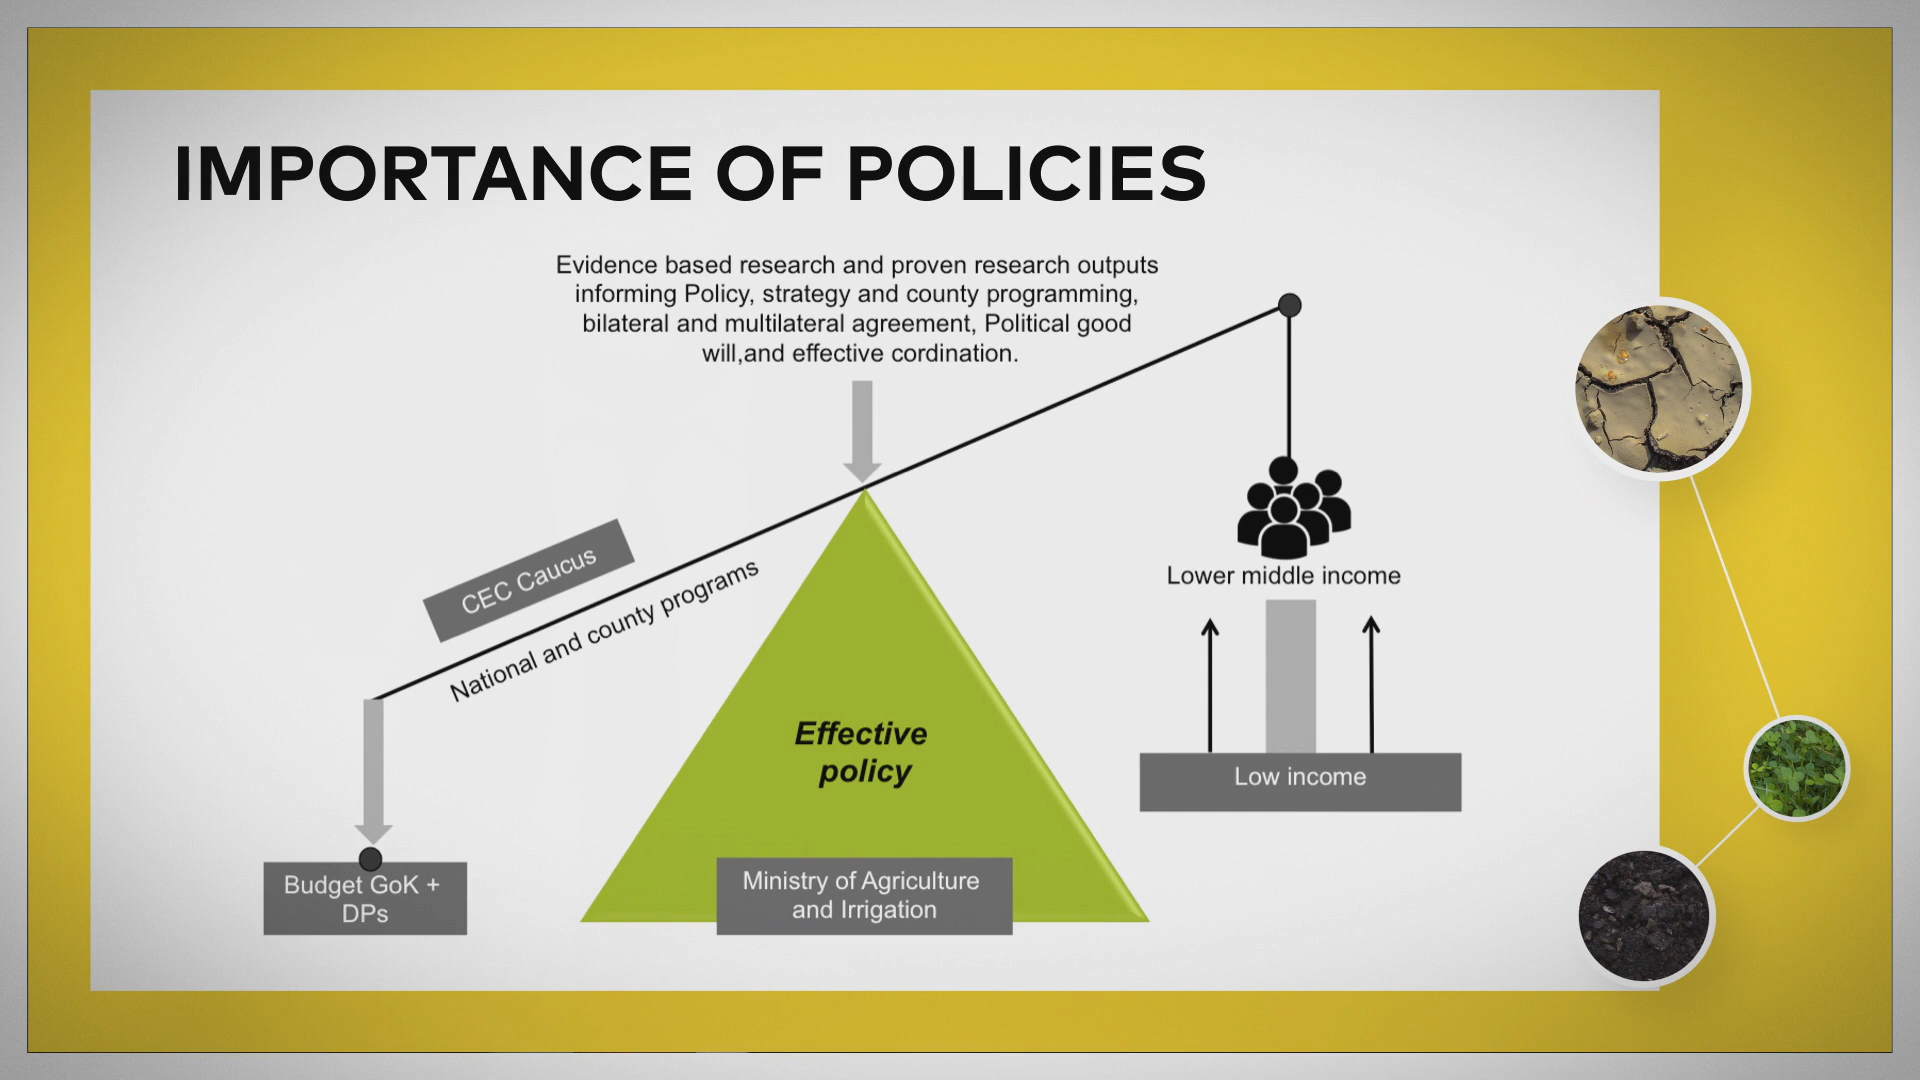 IMPORTANCE OF POLICIES
Evidence based research and proven research outputs
informing Policy, strategy and county programming,
bilateral and multilateral agreement, Political good
will,and effective cordination.
CEC Caucus
National and county programs
Lower middle income
Effective
policy
Low income
Budget GoK +
DPs
Ministry of Agriculture
and Irrigation